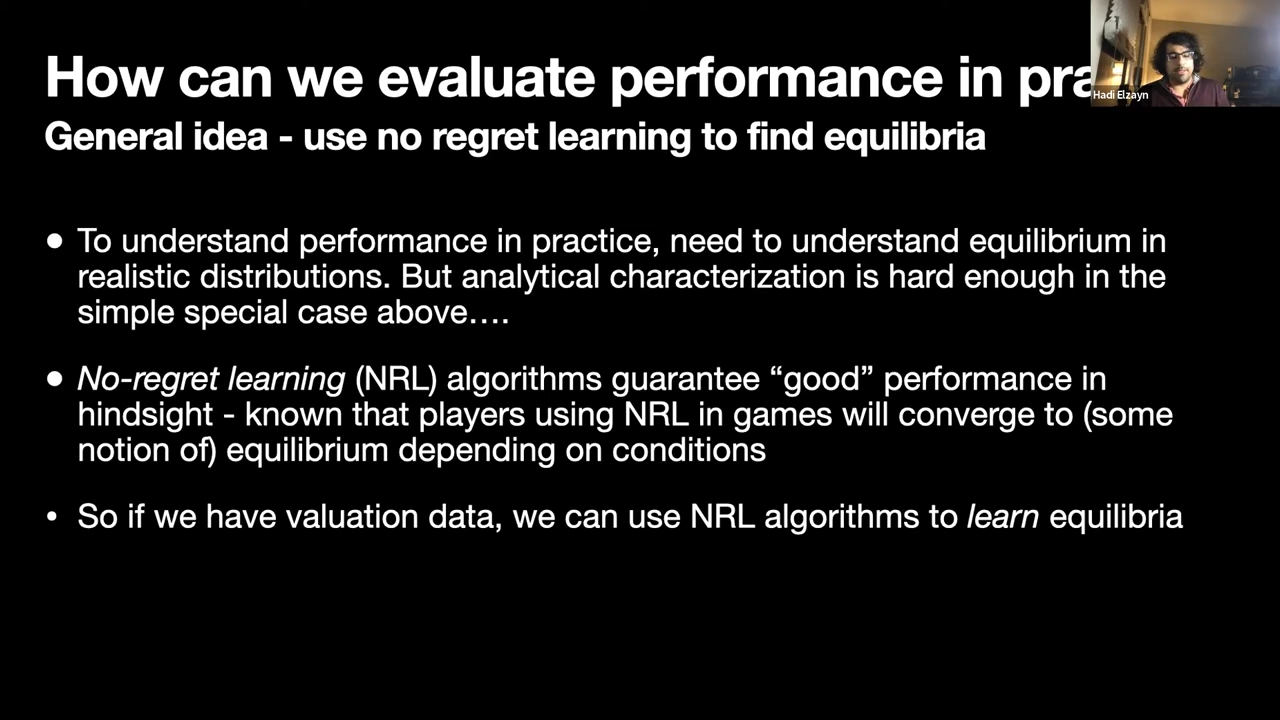 How can we evaluate performance in pra
Hadi Elzayn
General idea - use no regret learning to find equilibria
• To understand performance in practice, need to understand equilibrium in
realistic distributions. But analytical characterization is hard enough in the
simple special case above….
• No-regret learning (NRL) algorithms guarantee “good” performance in
hindsight - known that players using NRL in games will converge to (some
notion of) equilibrium depending on conditions
• So if we have valuation data, we can use NRL algorithms to learn equilibria